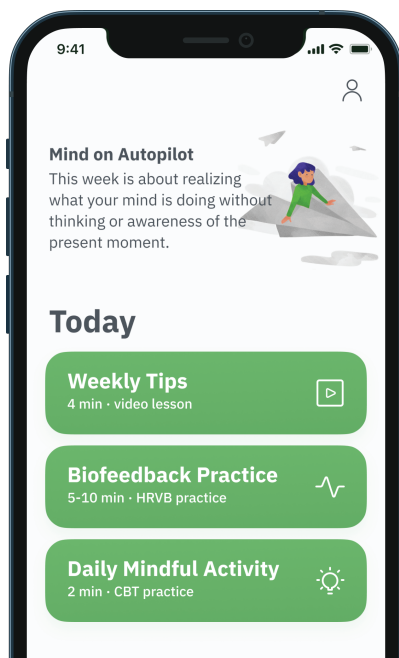 9:41
Mind on Autopilot
This week is about realizing
what your mind is doing without
thinking or awareness of the
present moment.
Today
Weekly Tips
4 min · video lesson
Biofeedback Practice
5-10 min · HRVB practice
Daily Mindful Activity
2 min · CBT practice